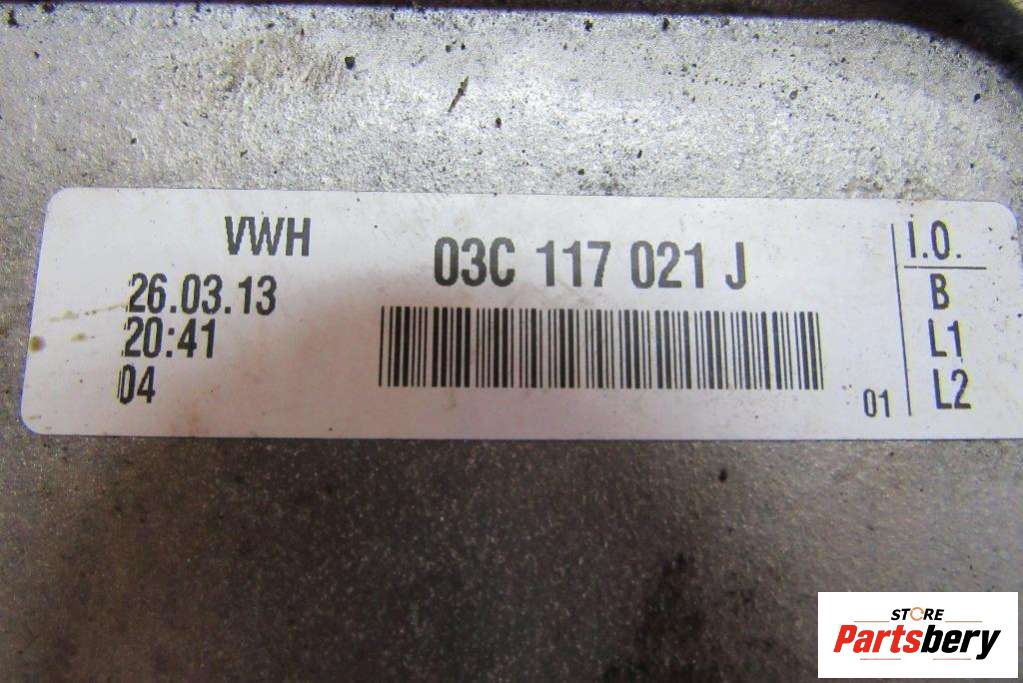 VWH
03C 117 021 J
26.03.13
20:41
04
01
I.O.
B
L1
L2
STORE
Partsbery